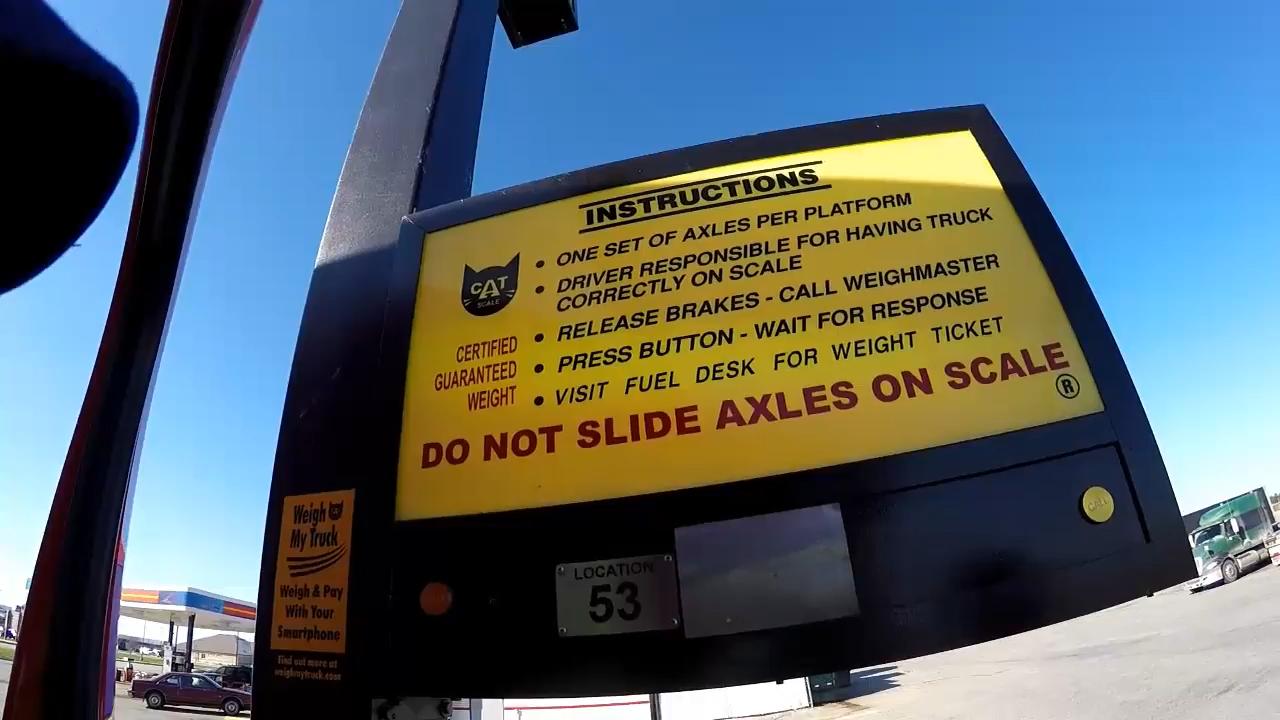 INSTRUCTIONS
• ONE SET OF AXLES PER PLATFORM
• DRIVER RESPONSIBLE FOR HAVING TRUCK
CORRECTLY ON SCALE
• RELEASE BRAKES - CALL WEIGHMASTER
• PRESS BUTTON - WAIT FOR RESPONSE
• VISIT FUEL DESK FOR WEIGHT TICKET
CAT
SCALE
CERTIFIED
GUARANTEED
WEIGHT
DO NOT SLIDE AXLES ON SCALE
®
CALL
LOCATION
53
Weigh
My Truck
Weigh & Pay
With Your
Smartphone
Find out more at
weighmytruck.com